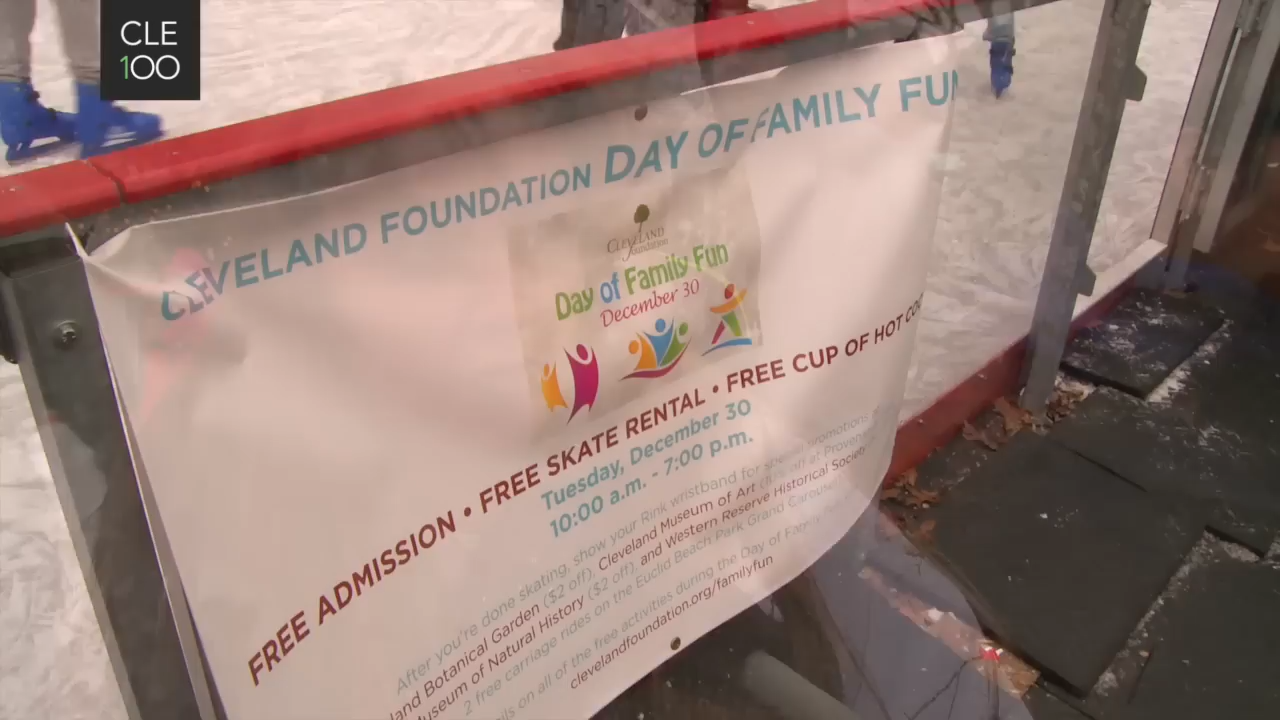 CLE
100
CLEVELAND FOUNDATION DAY OF FAMILY FUN
CLEVELAND
Foundation
Day of Family Fun
December 30
FREE ADMISSION • FREE SKATE RENTAL • FREE CUP OF HOT
Tuesday, December 30
10:00 a.m. - 7:00 p.m.
After you're done skating, show your Rink wristband for special promotions
Botanical Garden ($2 off), Cleveland Museum of Art (10% off at
Museum of Natural History ($2 off), and Western Reserve Historical Society
2 free carriage rides on the Euclid Beach Park Grand Carousel
on all of the free activities during the Day of Family
clevelandfoundation.org/familyfun